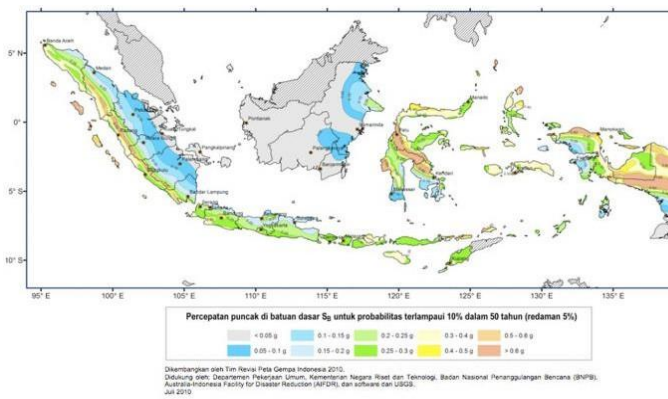 5° N
0°
5° S
10° S
Banda Aceh
Medan
Pontianak
Pangkalpinang
Manado
Manokwari
Samarinda
Palu
Kendari
Bandar Lampung
Serang
95° E
100° E
105° E
110° E
115° E
120° E
125° E
130° E
135° E
Percepatan puncak di batuan dasar SB untuk probabilitas terlampaui 10% dalam 50 tahun (redaman 5%)
< 0.05 g
0.1 - 0.15 g
0.2 - 0.25 g
0.3 - 0.4 g
0.5 - 0.6 g
0.05 - 0.1 g
0.15 - 0.2 g
0.25 - 0.3 g
0.4 - 0.5 g
> 0.6 g
Dikembangkan oleh Tim Revisi Peta Gempa Indonesia 2010.
Didukung oleh: Departemen Pekerjaan Umum, Kementerian Negara Riset dan Teknologi, Badan Nasional Penanggulangan Bencana (BNPB),
Australia-Indonesia Facility for Disaster Reduction (AIFDR), dan software dari USGS.
Juli 2010